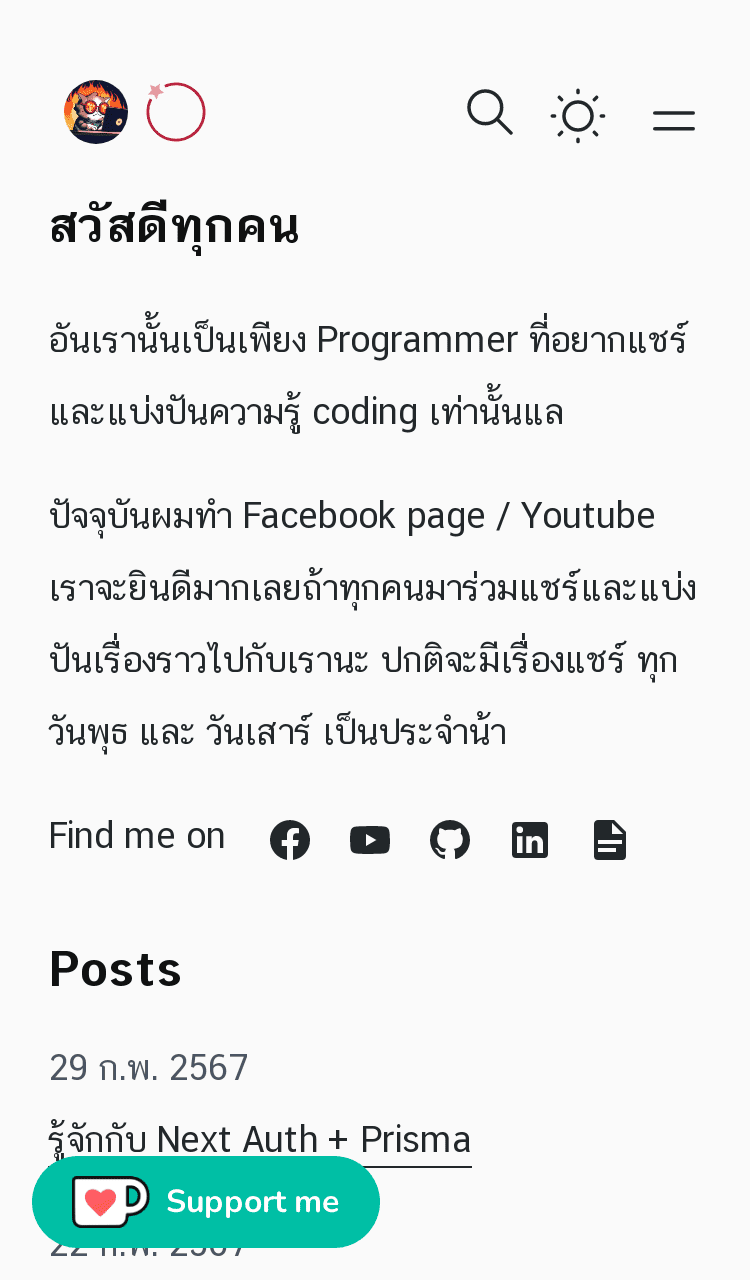 สวัสดีทุกคน
อันเรานั้นเป็นเพียง Programmer ที่อยากแชร์
และแบ่งปันความรู้ coding เท่านั้นแล
ปัจจุบันผมทำ Facebook page / Youtube
เราจะยินดีมากเลยถ้าทุกคนมาร่วมแชร์และแบ่ง
ปันเรื่องราวไปกับเรานะ ปกติจะมีเรื่องแชร์ ทุก
วันพุธ และ วันเสาร์ เป็นประจำน้า
Find me on
Posts
29 ก.พ. 2567
รู้จักกับ Next Auth + Prisma
Support me
22 ก.พ. 2567